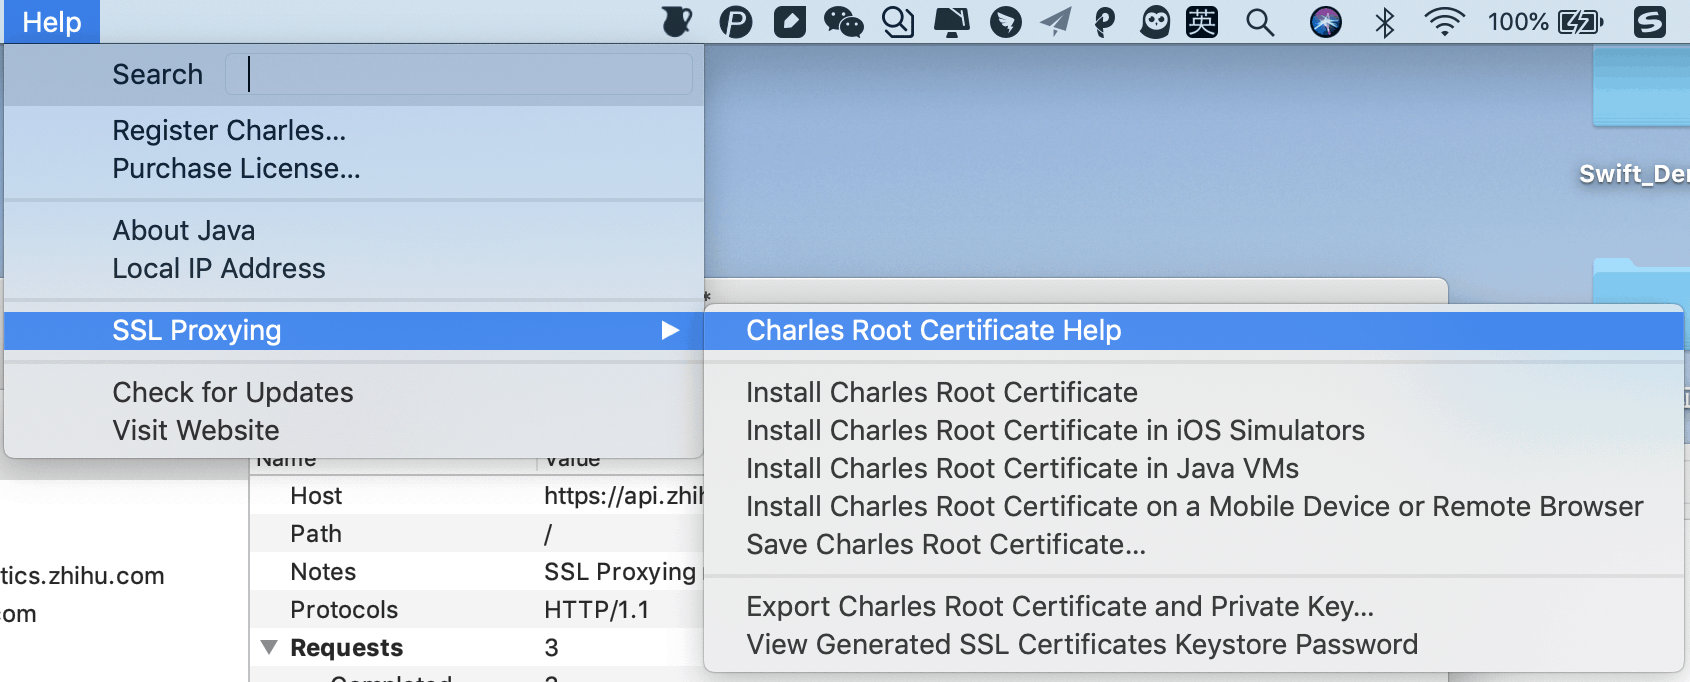 Help
英
100%
Search
Register Charles...
Purchase License...
About Java
Local IP Address
SSL Proxying
Check for Updates
Visit Website
Charles Root Certificate Help
Install Charles Root Certificate
Install Charles Root Certificate in iOS Simulators
Install Charles Root Certificate in Java VMs
Install Charles Root Certificate on a Mobile Device or Remote Browser
Save Charles Root Certificate...
Export Charles Root Certificate and Private Key...
View Generated SSL Certificates Keystore Password
Swift_De
*
Name Value
Host https://api.zhi
Path /
Notes SSL Proxying
Protocols HTTP/1.1
Requests 3
Completed
tics.zhihu.com
om